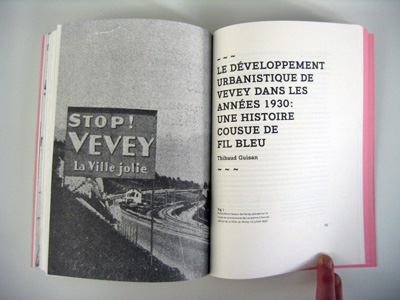 STOP!
VEVEY
La Ville jolie
~ ~ ~
LE DÉVELOPPEMENT
URBANISTIQUE DE
VEVEY DANS LES
ANNÉES 1930:
UNE HISTOIRE
COUSUE DE
FIL BLEU
Thibaud Guisan
~ ~ ~